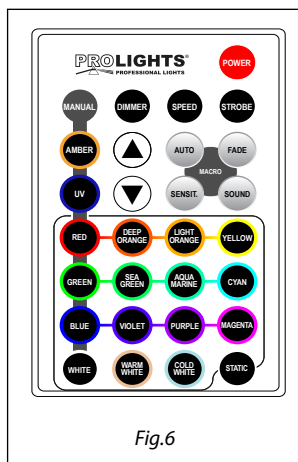 PROLIGHTS®
PROFESSIONAL LIGHTS
POWER
MANUAL DIMMER SPEED STROBE
AMBER AUTO FADE
MACRO
UV SENSIT. SOUND
RED DEEP ORANGE LIGHT ORANGE YELLOW
GREEN SEA GREEN AQUA MARINE CYAN
BLUE VIOLET PURPLE MAGENTA
WHITE WARM WHITE COLD WHITE STATIC
Fig.6